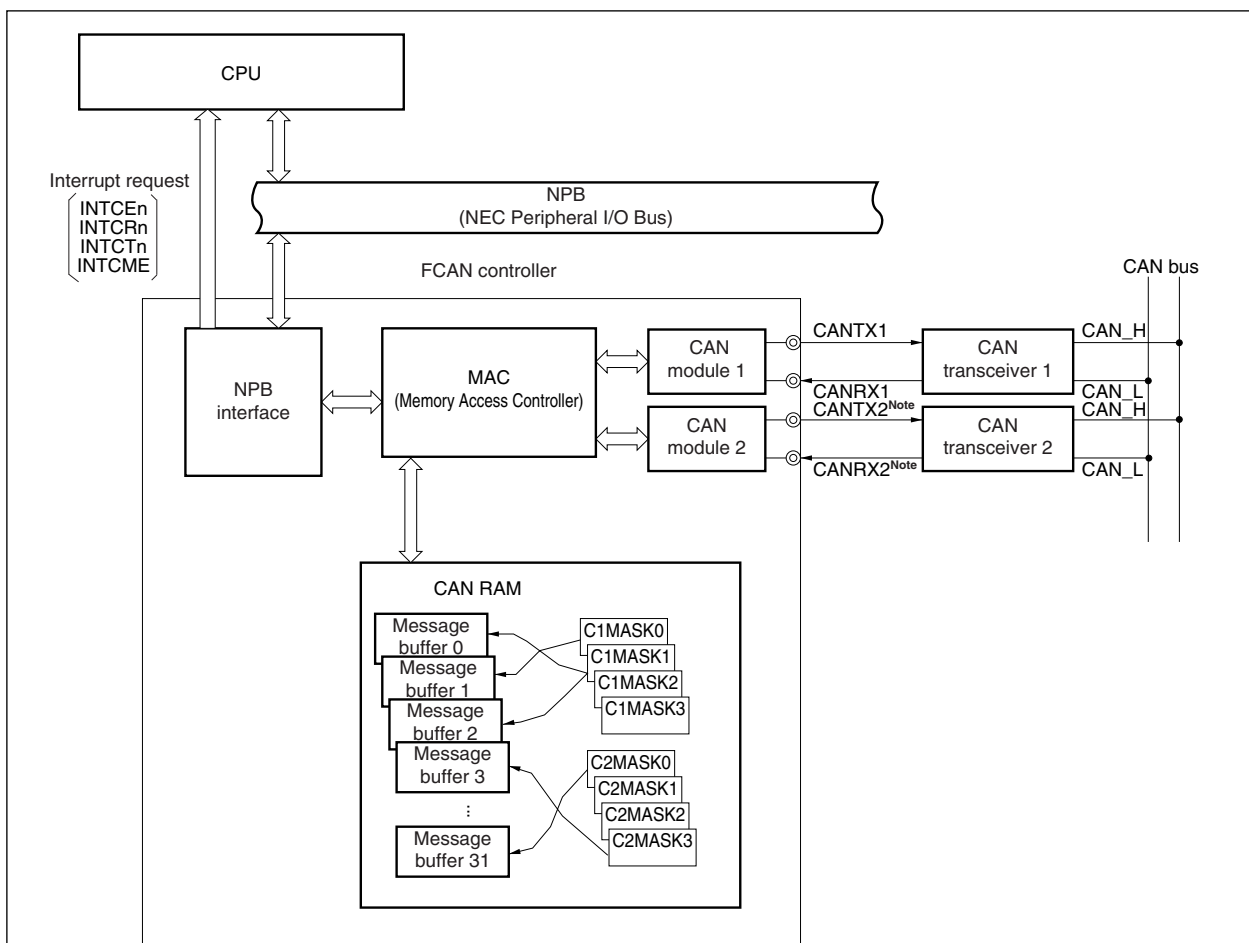 CPU
Interrupt request
INTCEn
INTCRn
INTCTn
INTCME
NPB
(NEC Peripheral I/O Bus)
FCAN controller
CAN bus
NPB
interface
MAC
(Memory Access Controller)
CAN
module 1
CANTX1
CANRX1
CAN
transceiver 1
CAN_H
CAN_L
CAN
module 2
CANTX2Note
CANRX2Note
CAN
transceiver 2
CAN_H
CAN_L
CAN RAM
Message
buffer 0
Message
buffer 1
Message
buffer 2
Message
buffer 3
...
Message
buffer 31
C1MASK0
C1MASK1
C1MASK2
C1MASK3
C2MASK0
C2MASK1
C2MASK2
C2MASK3